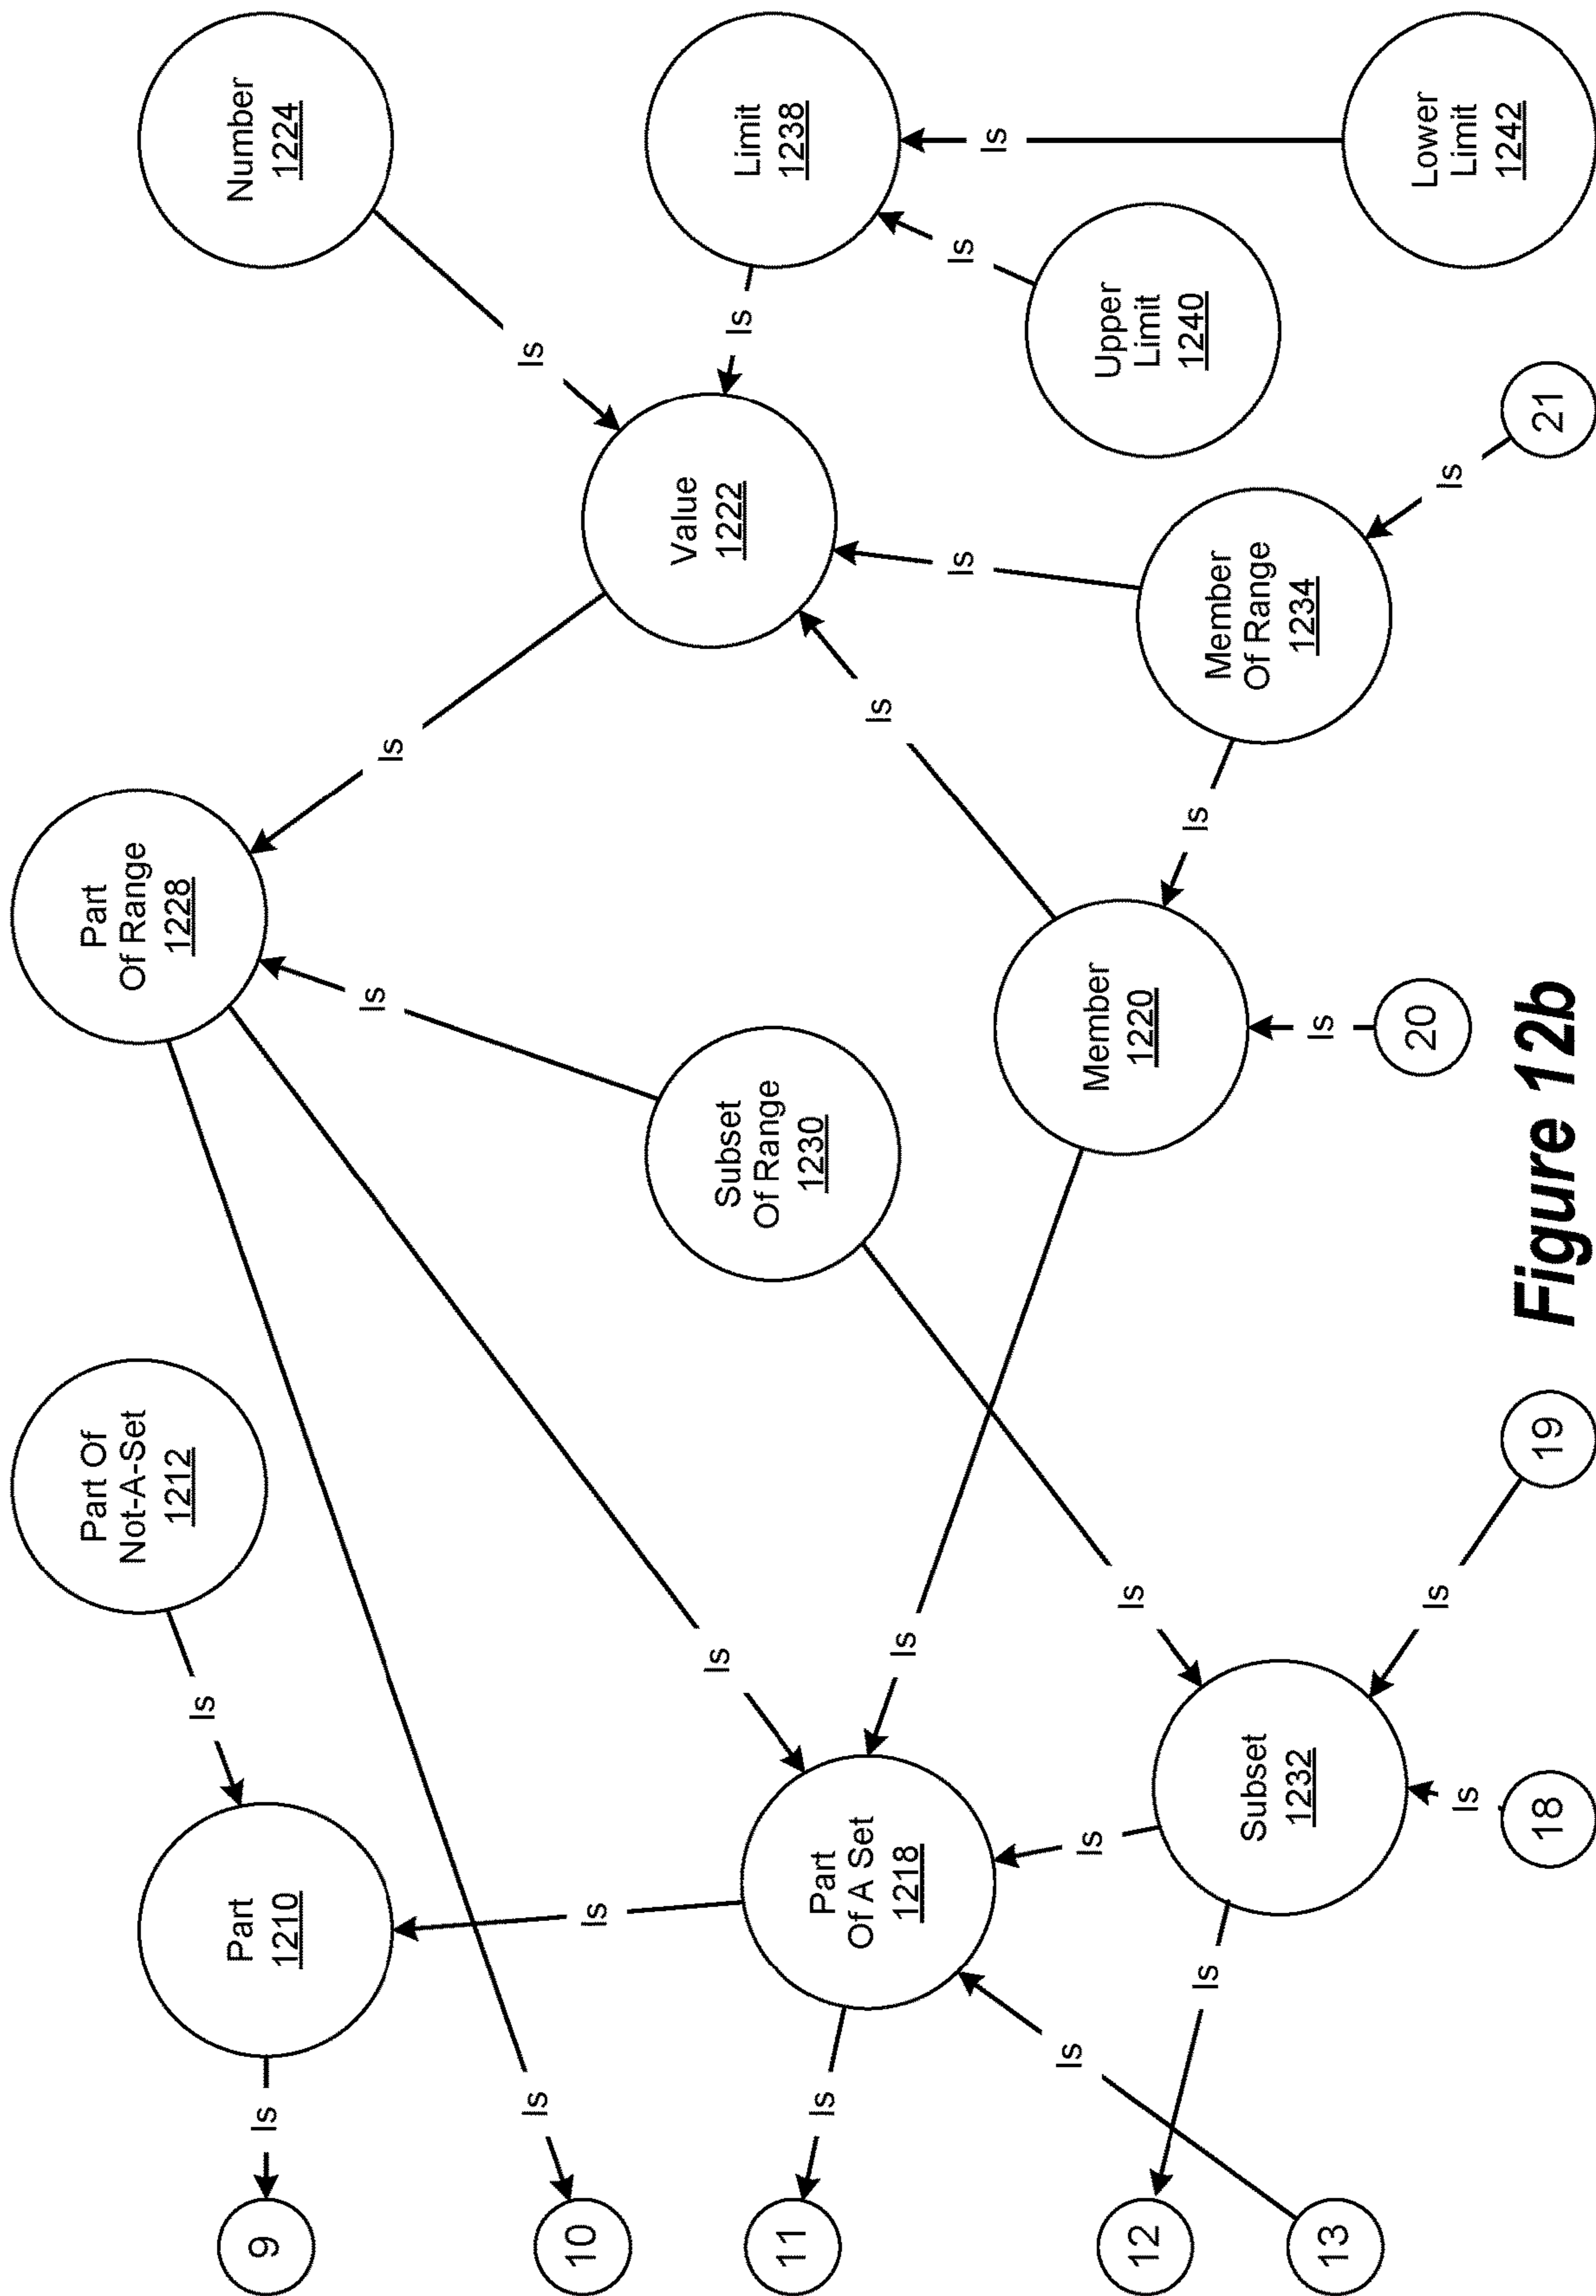 Part Of
Not-A-Set
1212
Part
Of Range
1228
Is
9
Is
Part
1210
Number
1224
Is
Is
Is
Is
10
Is
Value
1222
Is
Is
11
Subset
Of Range
1230
Limit
1238
Is
Part
Of A Set
1218
Is
Is
Is
Is
Is
Is
Is
Member
1220
12
Upper
Limit
1240
Is
Is
Is
Member
Of Range
1234
Subset
1232
Is
13
20
Is
Is
Is
Lower
Limit
1242
18
19
21
Figure 12b